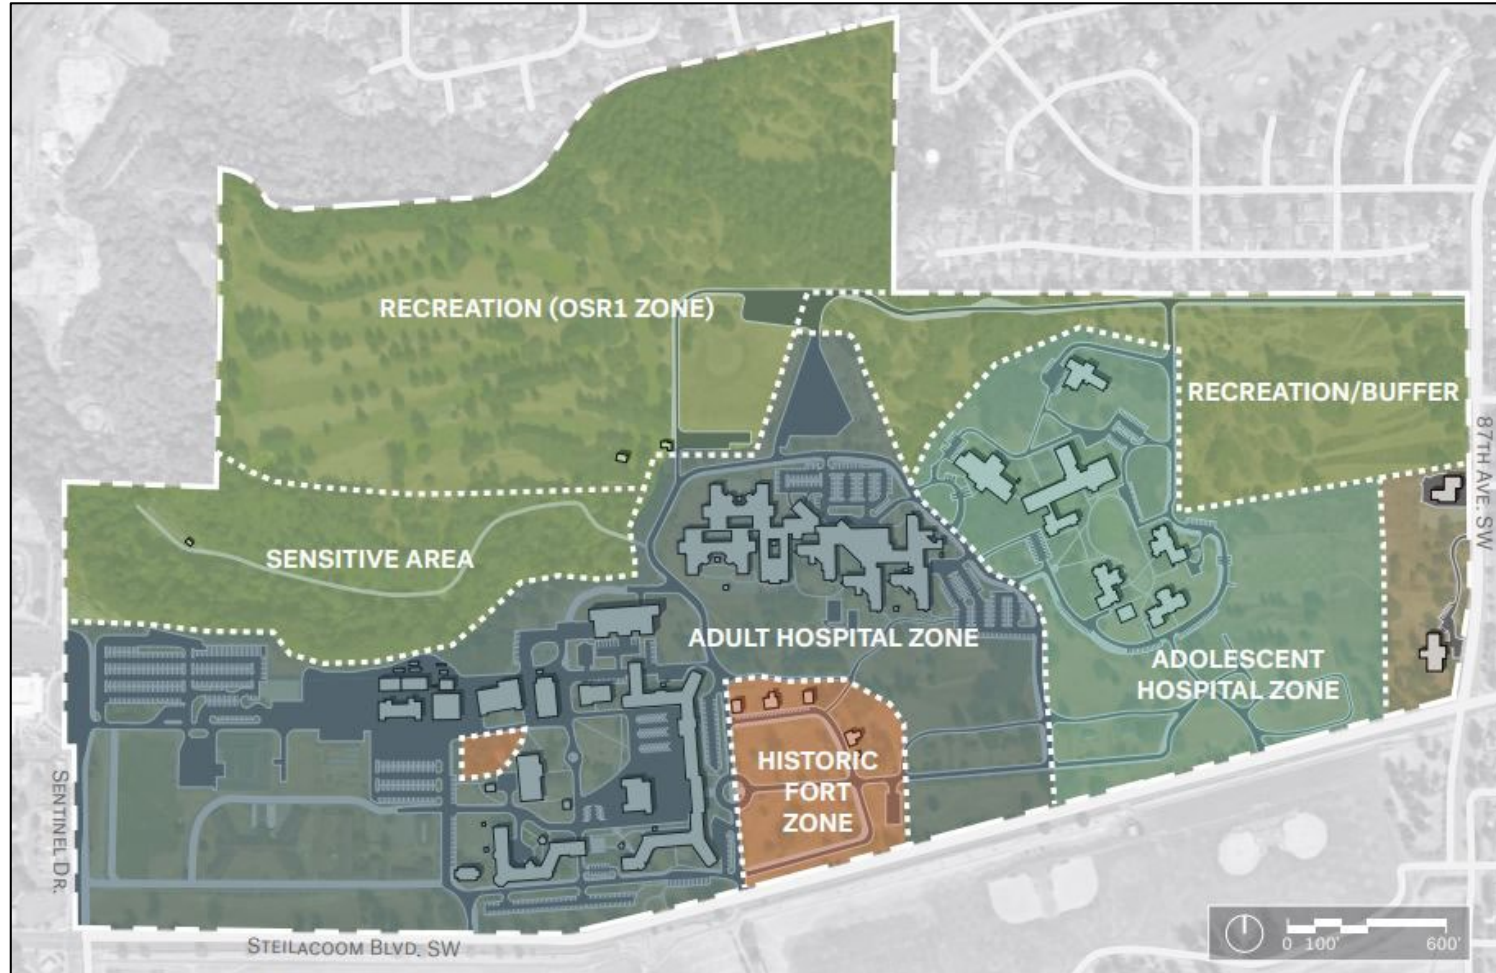 RECREATION (OSR1 ZONE)
RECREATION/BUFFER
87TH AVE. SW
SENSITIVE AREA
ADULT HOSPITAL ZONE
ADOLESCENT
HOSPITAL ZONE
HISTORIC
FORT
ZONE
SENTINEL DR.
STEILACOOM BLVD. SW
0 100' 600'